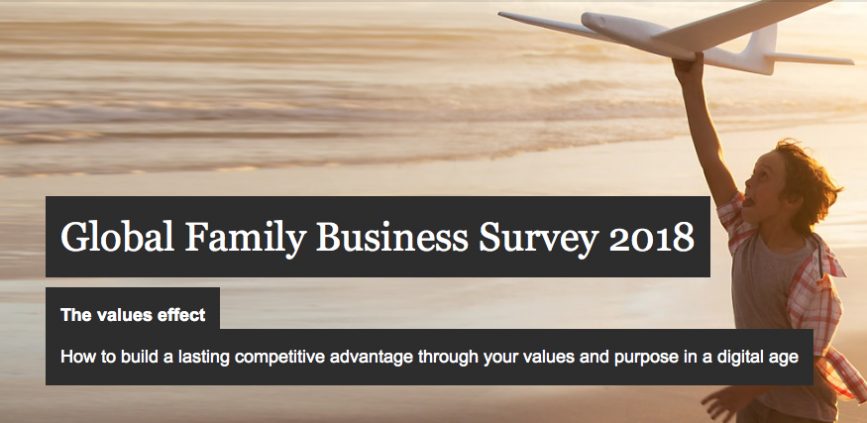 Global Family Business Survey 2018
The values effect
How to build a lasting competitive advantage through your values and purpose in a digital age